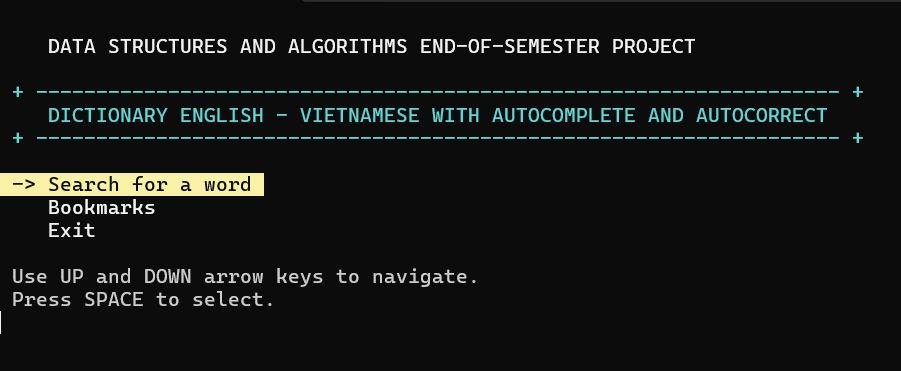 DATA STRUCTURES AND ALGORITHMS END-OF-SEMESTER PROJECT
+ ------------------------------------------------------------------- +
DICTIONARY ENGLISH - VIETNAMESE WITH AUTOCOMPLETE AND AUTOCORRECT
+ ------------------------------------------------------------------- +
-> Search for a word
Bookmarks
Exit
Use UP and DOWN arrow keys to navigate.
Press SPACE to select.